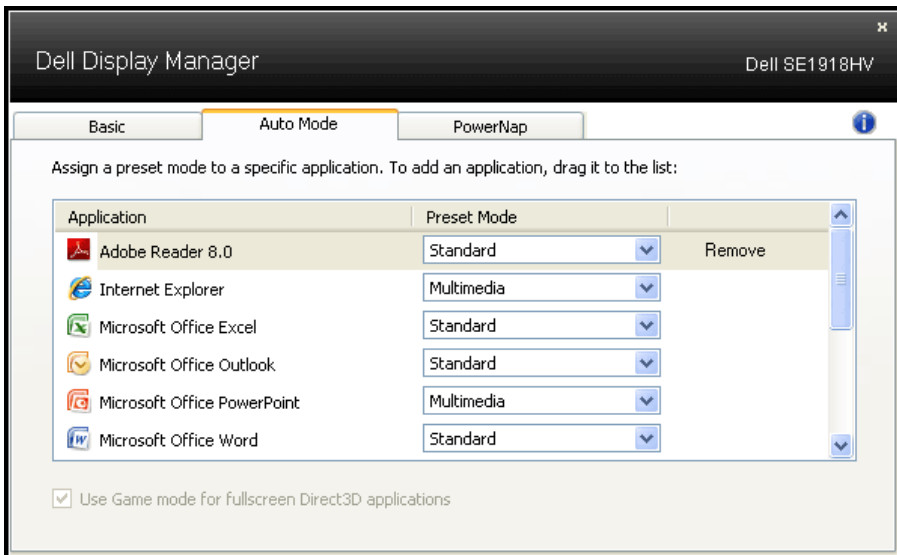 Dell Display Manager
Dell SE1918HV
Basic
Auto Mode
PowerNap
Assign a preset mode to a specific application. To add an application, drag it to the list:
Application Preset Mode
Adobe Reader 8.0 Standard Remove
Internet Explorer Multimedia
Microsoft Office Excel Standard
Microsoft Office Outlook Standard
Microsoft Office PowerPoint Multimedia
Microsoft Office Word Standard
Use Game mode for fullscreen Direct3D applications